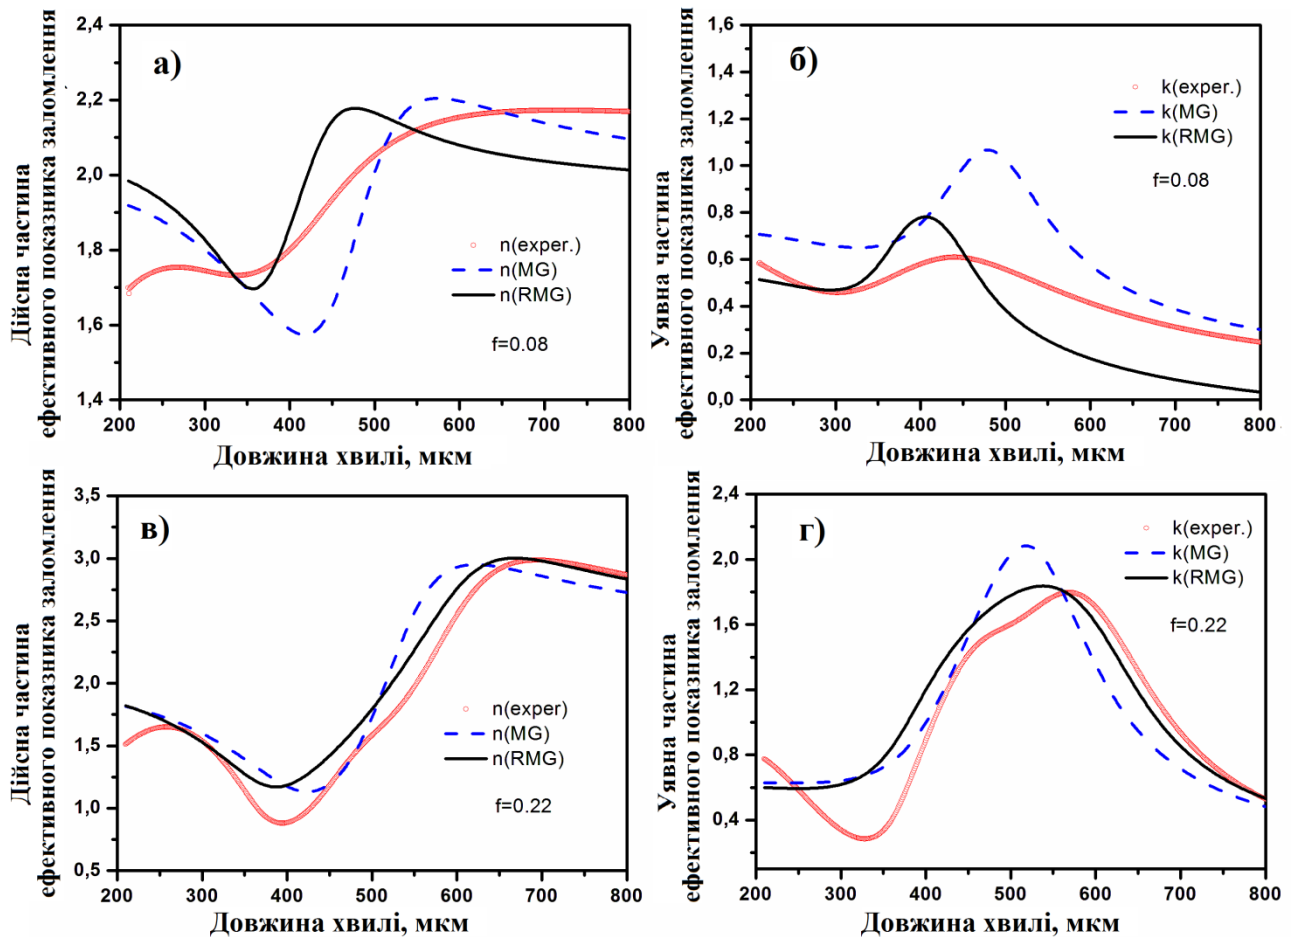 Дійсна частина
ефективного показника заломлення
2,4
2,2
2,0
1,8
1,6
1,4
а)
n(exper.)
n(MG)
n(RMG)
f=0.08
200 300 400 500 600 700 800
Довжина хвилі, мкм
Уявна частина
ефективного показника заломлення
1,6
1,4
1,2
1,0
0,8
0,6
0,4
0,2
0,0
б)
k(exper.)
k(MG)
k(RMG)
f=0.08
200 300 400 500 600 700 800
Довжина хвилі, мкм
Дійсна частина
ефективного показника заломлення
3,5
3,0
2,5
2,0
1,5
1,0
0,5
в)
n(exper)
n(MG)
n(RMG)
f=0.22
200 300 400 500 600 700 800
Довжина хвилі, мкм
Уявна частина
ефективного показника заломлення
2,4
2,0
1,6
1,2
0,8
0,4
г)
k(exper.)
k(MG)
k(RMG)
f=0.22
200 300 400 500 600 700 800
Довжина хвилі, мкм